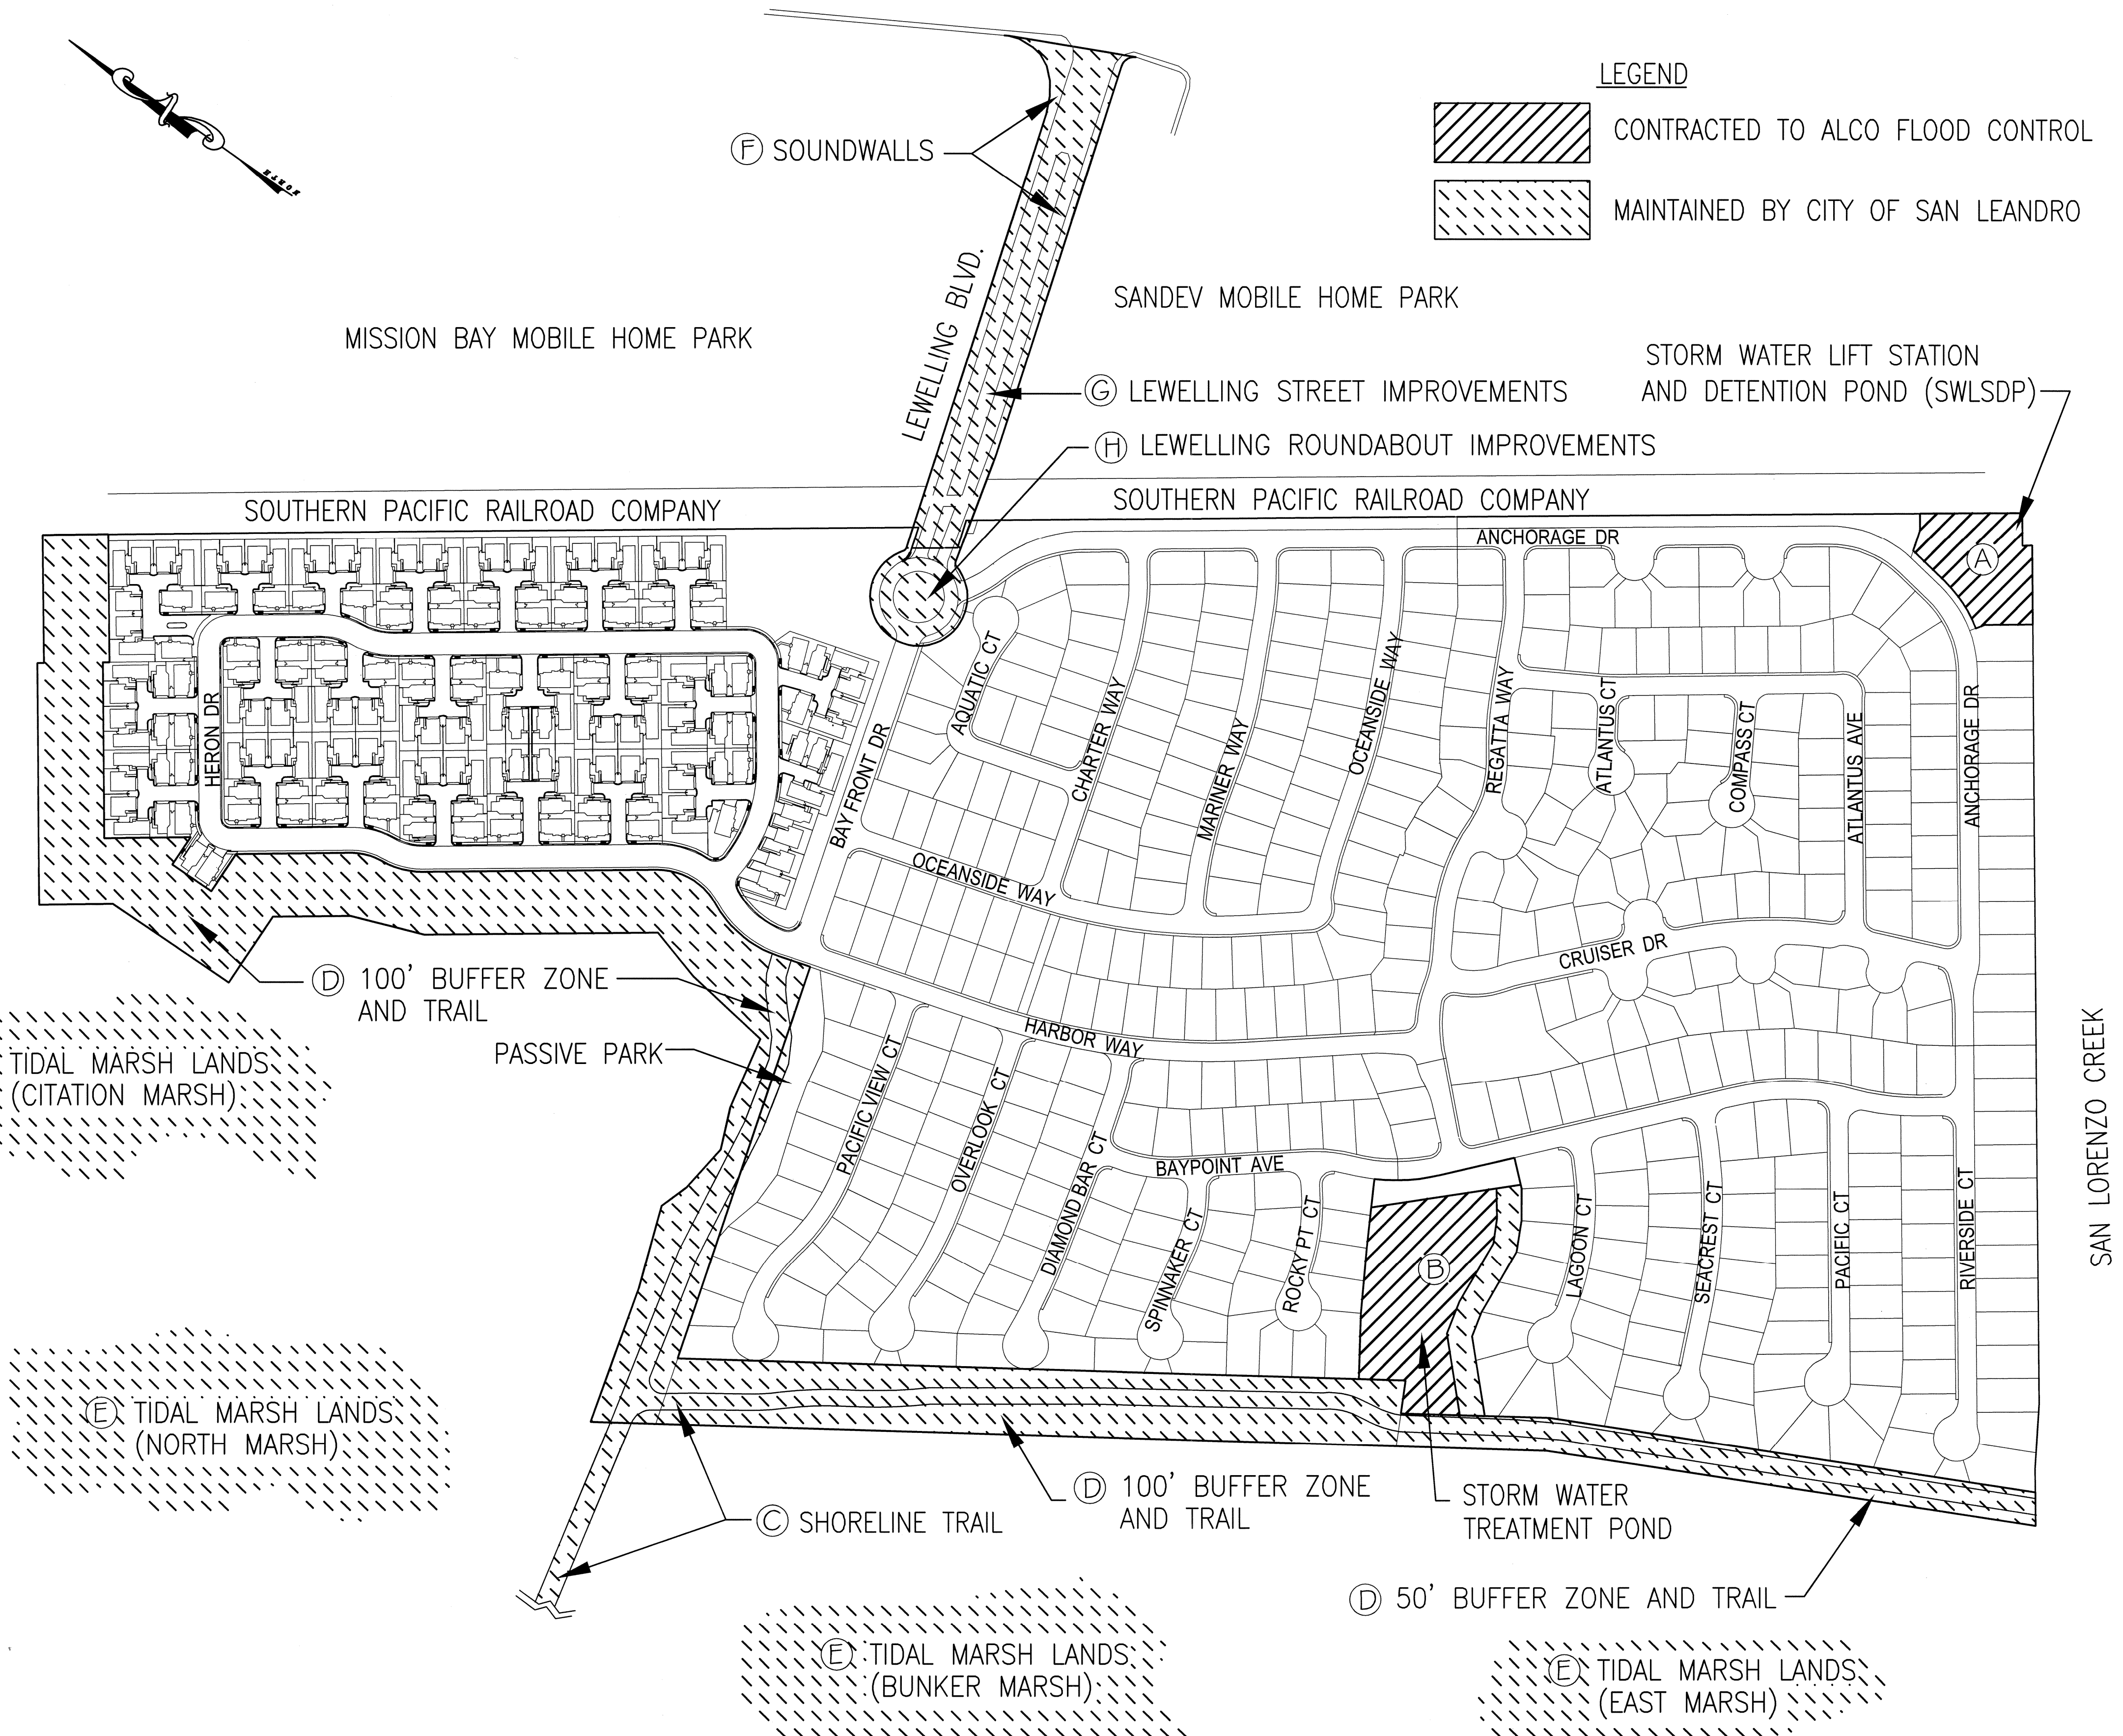 NORTH
LEGEND
CONTRACTED TO ALCO FLOOD CONTROL
MAINTAINED BY CITY OF SAN LEANDRO
Ⓕ SOUNDWALLS
LEWELLING BLVD.
SANDEV MOBILE HOME PARK
MISSION BAY MOBILE HOME PARK
STORM WATER LIFT STATION
AND DETENTION POND (SWLSDP)
Ⓖ LEWELLING STREET IMPROVEMENTS
Ⓗ LEWELLING ROUNDABOUT IMPROVEMENTS
SOUTHERN PACIFIC RAILROAD COMPANY
SOUTHERN PACIFIC RAILROAD COMPANY
ANCHORAGE DR
Ⓐ
HERON DR
BAY FRONT DR
AQUATIC CT
CHARTER WAY
MARINER WAY
OCEANSIDE WAY
REGATTA WAY
ATLANTUS CT
COMPASS CT
ATLANTUS AVE
ANCHORAGE DR
OCEANSIDE WAY
CRUISER DR
Ⓓ 100' BUFFER ZONE
AND TRAIL
HARBOR WAY
PASSIVE PARK
TIDAL MARSH LANDS
(CITATION MARSH)
PACIFIC VIEW CT
OVERLOOK CT
DIAMOND BAR CT
BAYPOINT AVE
SPINNAKER CT
ROCKY PT CT
Ⓑ
LAGOON CT
SEACREST CT
PACIFIC CT
RIVERSIDE CT
SAN LORENZO CREEK
Ⓔ TIDAL MARSH LANDS
(NORTH MARSH)
Ⓓ 100' BUFFER ZONE
AND TRAIL
Ⓒ SHORELINE TRAIL
STORM WATER
TREATMENT POND
Ⓓ 50' BUFFER ZONE AND TRAIL
Ⓔ TIDAL MARSH LANDS
(BUNKER MARSH)
Ⓔ TIDAL MARSH LANDS
(EAST MARSH)